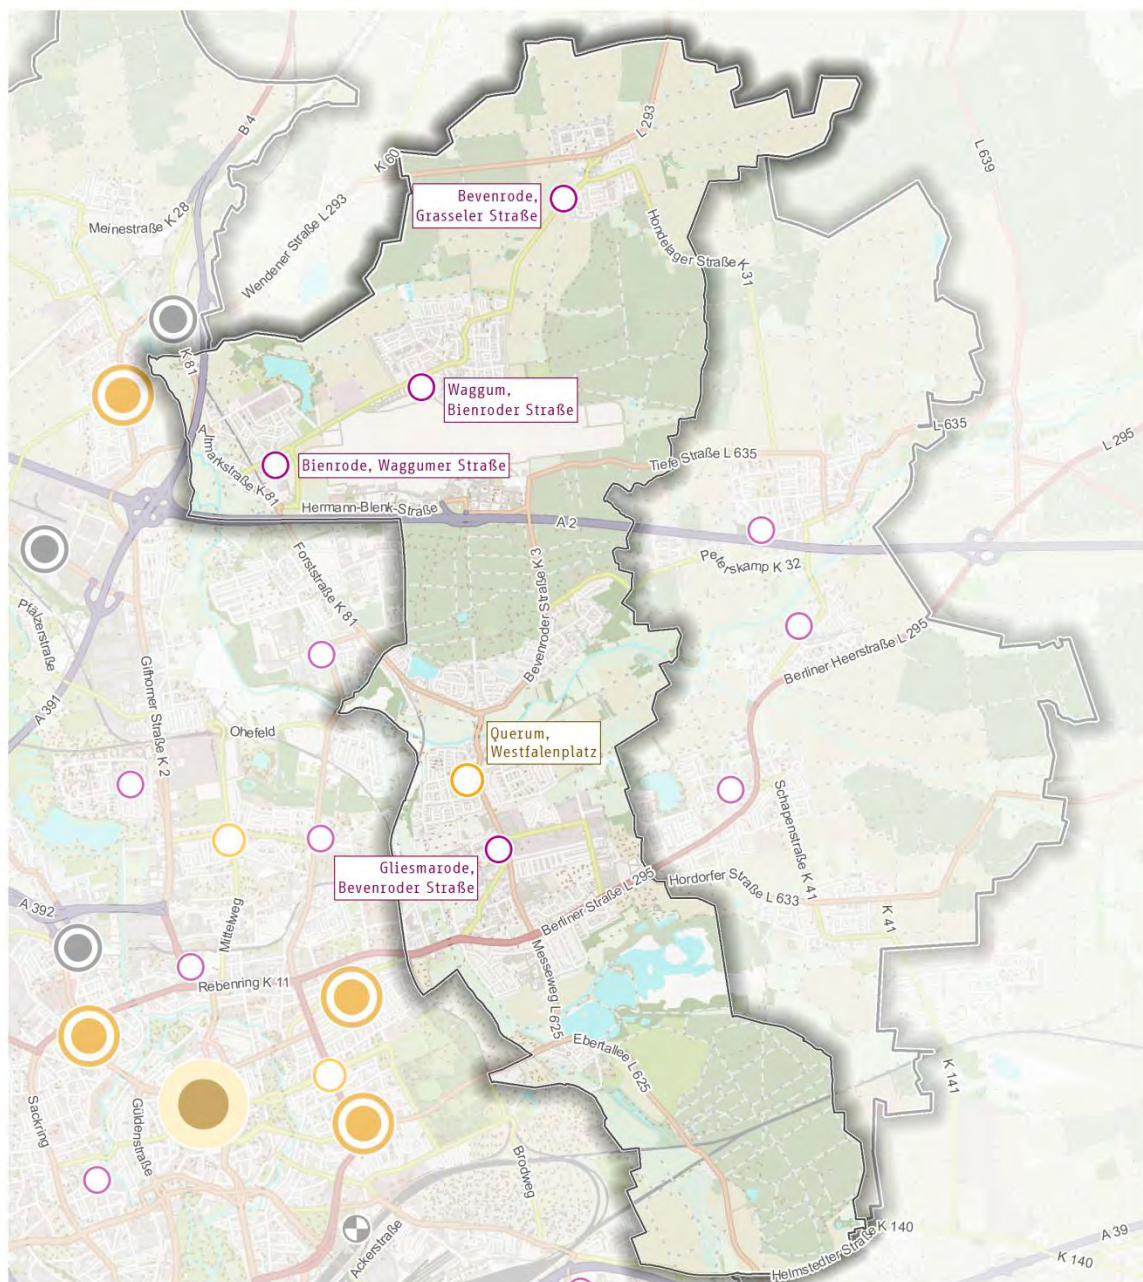 B 4
K 60
L 293
L 639
Meinestraße K 28
Wendener Straße L 293
Bevenrode,
Grasseler Straße
Hondelager Straße K 31
K 81
Waggum,
Bienroder Straße
Altmarkstraße K 81
Bienrode, Waggumer Straße
Tiefe Straße L 635
L 635
L 295
Hermann-Blenk-Straße
A 2
Peterskamp K 32
Forststraße K 81
Bevenroder Straße K 3
Pfälzerstraße
Gifhorner Straße K 2
A 391
Berliner Heerstraße L 295
Ohefeld
Querum,
Westfalenplatz
Schapenstraße K 41
Gliesmarode,
Bevenroder Straße
Hordorfer Straße L 633
K 41
A 392
Mittelweg
Berliner Straße L 295
Messeweg L 625
Rebenring K 11
Ebertallee L 625
K 141
Sackring
Güldenstraße
Brodweg
Ackerstraße
K 140
Helmstedter Straße
A 39
K 140